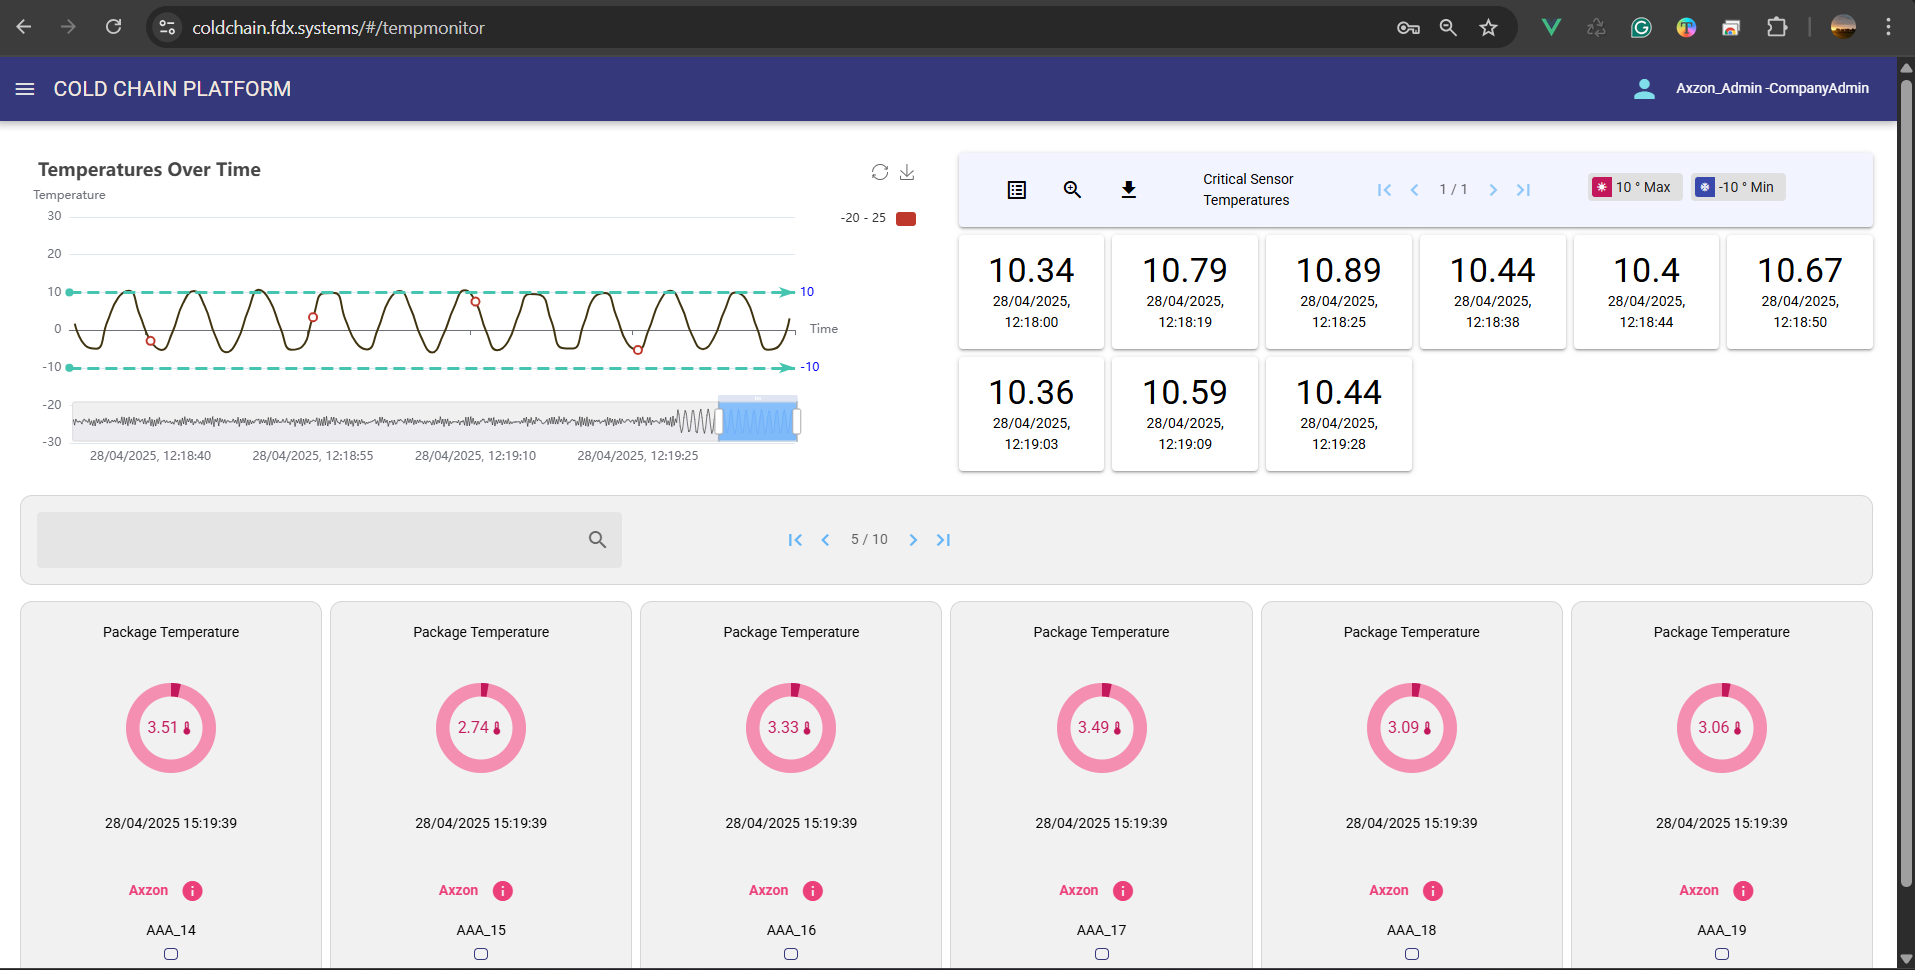 coldchain.fdx.systems/#/tempmonitor
COLD CHAIN PLATFORM
Axzon_Admin -CompanyAdmin
Temperatures Over Time
Temperature
30
20
10
0
-10
-20
-30
10
-10
Time
-20 - 25
28/04/2025, 12:18:40
28/04/2025, 12:18:55
28/04/2025, 12:19:10
28/04/2025, 12:19:25
Critical Sensor
Temperatures
1 / 1
10 ° Max
-10 ° Min
10.34
28/04/2025,
12:18:00
10.79
28/04/2025,
12:18:19
10.89
28/04/2025,
12:18:25
10.44
28/04/2025,
12:18:38
10.4
28/04/2025,
12:18:44
10.67
28/04/2025,
12:18:50
10.36
28/04/2025,
12:19:03
10.59
28/04/2025,
12:19:09
10.44
28/04/2025,
12:19:28
5 / 10
Package Temperature
3.51
28/04/2025 15:19:39
Axzon
AAA_14
Package Temperature
2.74
28/04/2025 15:19:39
Axzon
AAA_15
Package Temperature
3.33
28/04/2025 15:19:39
Axzon
AAA_16
Package Temperature
3.49
28/04/2025 15:19:39
Axzon
AAA_17
Package Temperature
3.09
28/04/2025 15:19:39
Axzon
AAA_18
Package Temperature
3.06
28/04/2025 15:19:39
Axzon
AAA_19